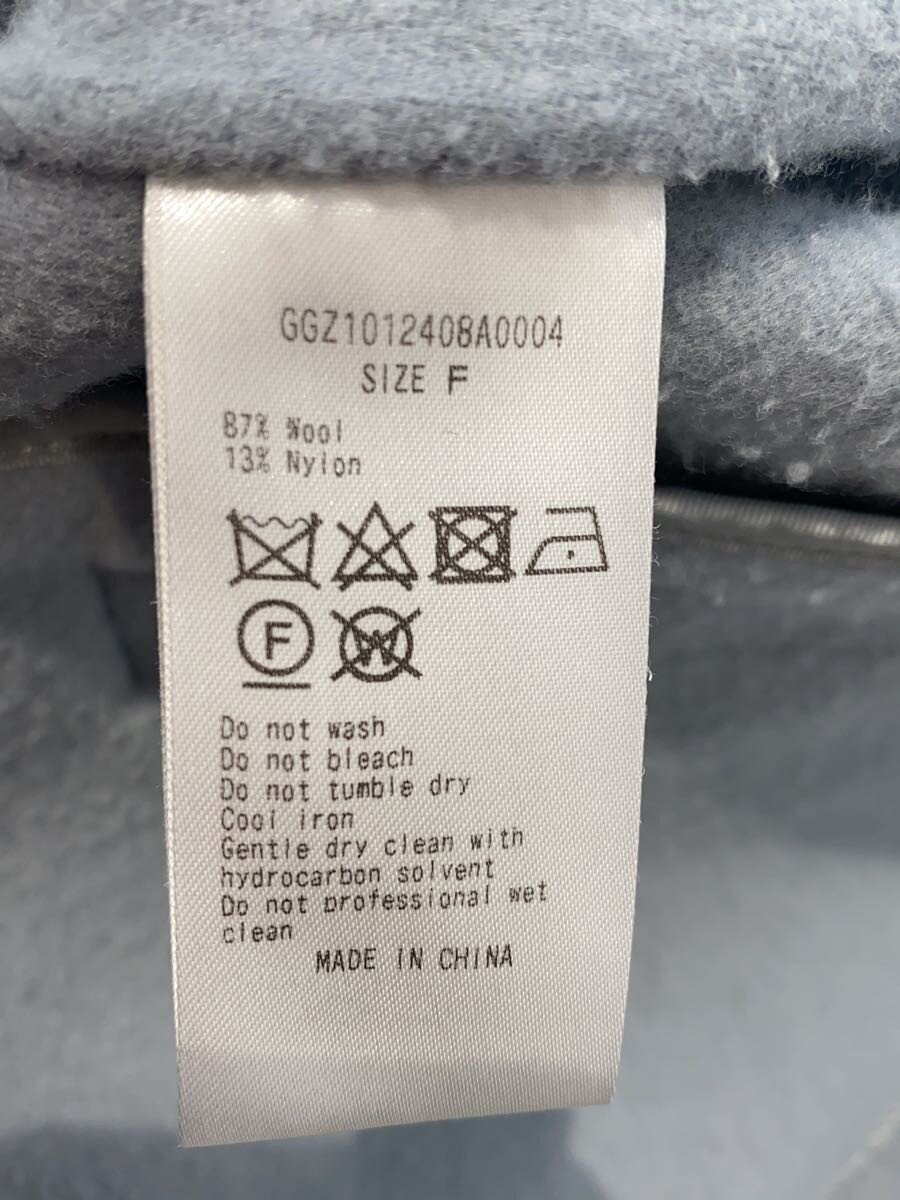 GGZ1012408A0004
SIZE F
87% Wool
13% Nylon
F
W
Do not wash
Do not bleach
Do not tumble dry
Cool iron
Gentle dry clean with
hydrocarbon solvent
Do not professional wet
clean
MADE IN CHINA